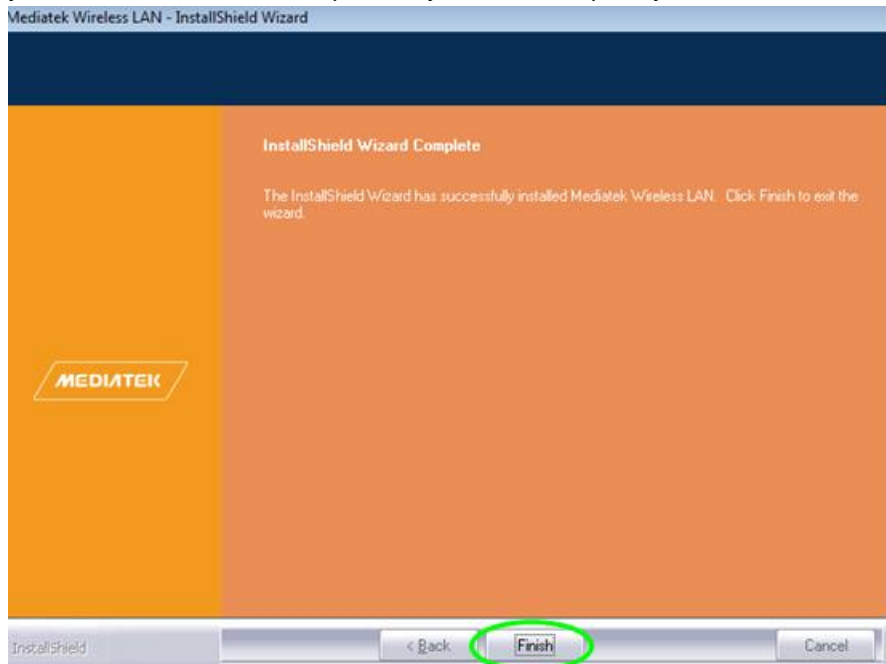 Mediatek Wireless LAN - InstallShield Wizard
InstallShield Wizard Complete
The InstallShield Wizard has successfully installed Mediatek Wireless LAN. Click Finish to exit the
wizard.
MEDIATEK
InstallShield
< Back
Finish
Cancel